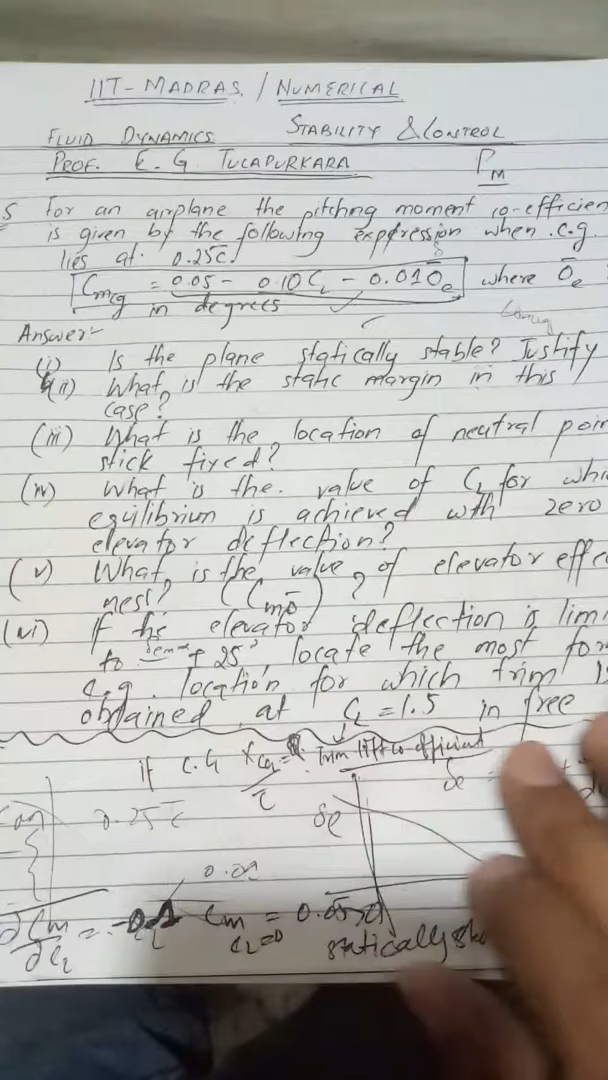 IIT-MADRAS / NUMERICAL
FLUID DYNAMICS STABILITY & CONTROL
PROF. E. G. TULAPURKARA PM
5 For an airplane the pitching moment co-efficien
is given by the following expression when c.g.
lies at 0.25c̄.
Cmcg = 0.05 - 0.10CL - 0.01δe where δe
in degrees
Answer:-
(i) Is the plane statically stable? Justify
(ii) What is the static margin in this
case?
(iii) What is the location of neutral poin
stick fixed?
(iv) What is the value of CL for whi
equilibrium is achieved with zero
elevator deflection?
(v) What is the value of elevator effe
ness? (Cmδ) ?
(vi) If the elevator deflection is limi
to ± 25°, locate the most for
c.g. location for which trim is
obtained at CL = 1.5 in free
if C.G Xcg = Trim lift co-efficient
c̄ δe =
0.25c̄ δe
0.05
∂Cm = Cm = 0.05
∂CL CL=0
statically